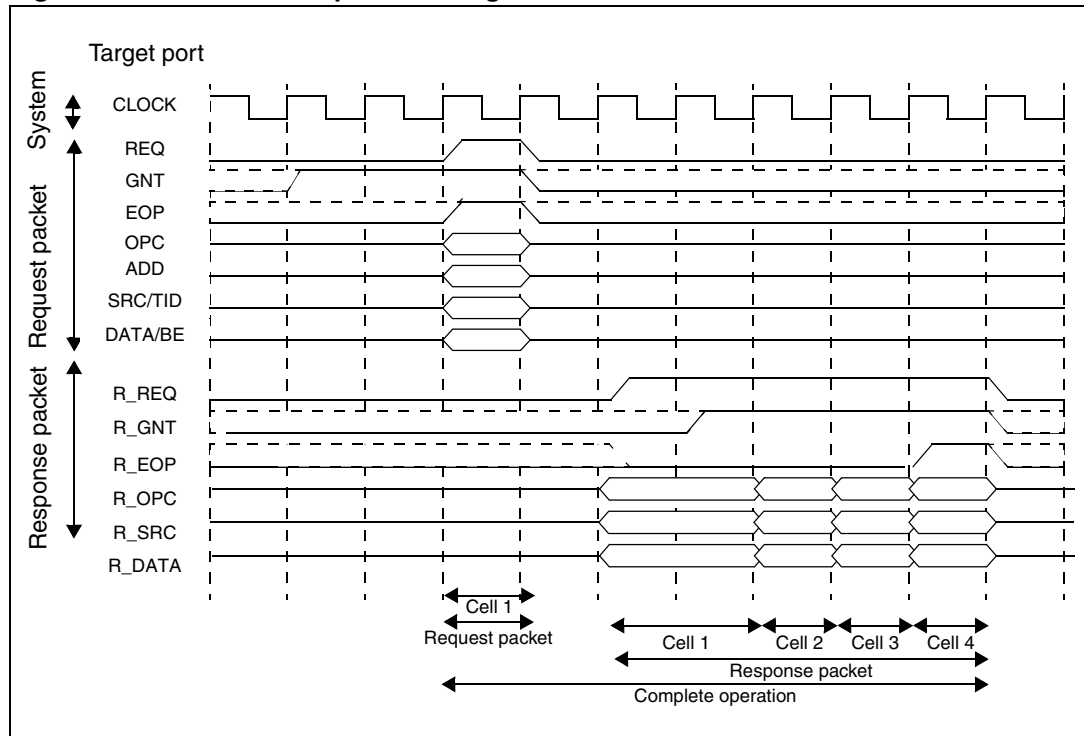 Target port
System
CLOCK
Request packet
REQ
GNT
EOP
OPC
ADD
SRC/TID
DATA/BE
Response packet
R_REQ
R_GNT
R_EOP
R_OPC
R_SRC
R_DATA
Cell 1
Request packet
Cell 1
Cell 2
Cell 3
Cell 4
Response packet
Complete operation